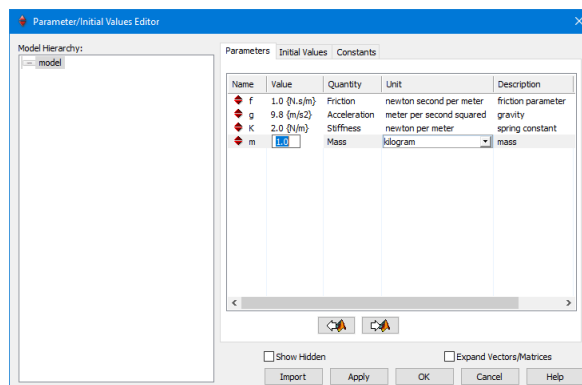 Parameter/Initial Values Editor
Model Hierarchy:
model
Parameters Initial Values Constants
Name Value Quantity Unit Description
f 1.0 {N.s/m} Friction newton second per meter friction parameter
g 9.8 {m/s2} Acceleration meter per second squared gravity
K 2.0 {N/m} Stiffness newton per meter spring constant
m 1.0 Mass kilogram mass
Show Hidden Expand Vectors/Matrices
Import Apply OK Cancel Help